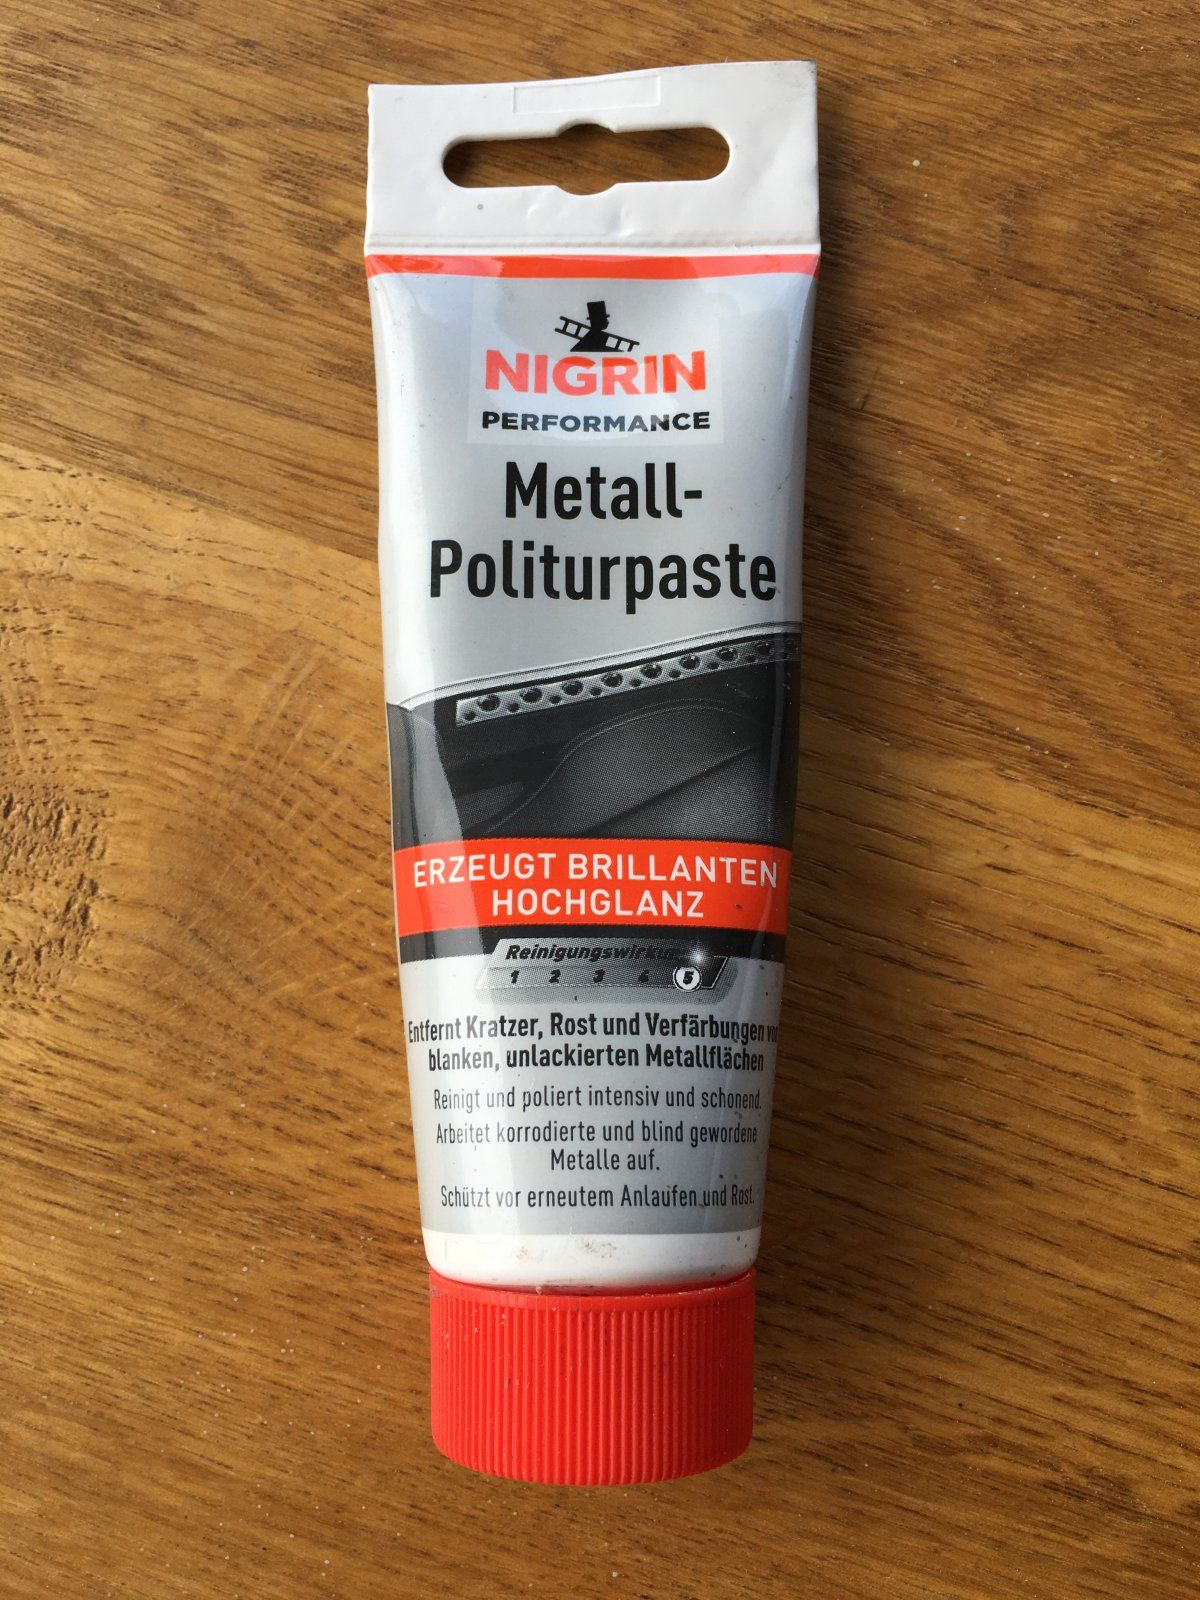 NIGRIN
PERFORMANCE
Metall-
Politurpaste
ERZEUGT BRILLANTEN
HOCHGLANZ
Reinigungswirkung
1 2 3 4 5
Entfernt Kratzer, Rost und Verfärbungen von
blanken, unlackierten Metallflächen
Reinigt und poliert intensiv und schonend.
Arbeitet korrodierte und blind gewordene
Metalle auf.
Schützt vor erneutem Anlaufen und Rost.